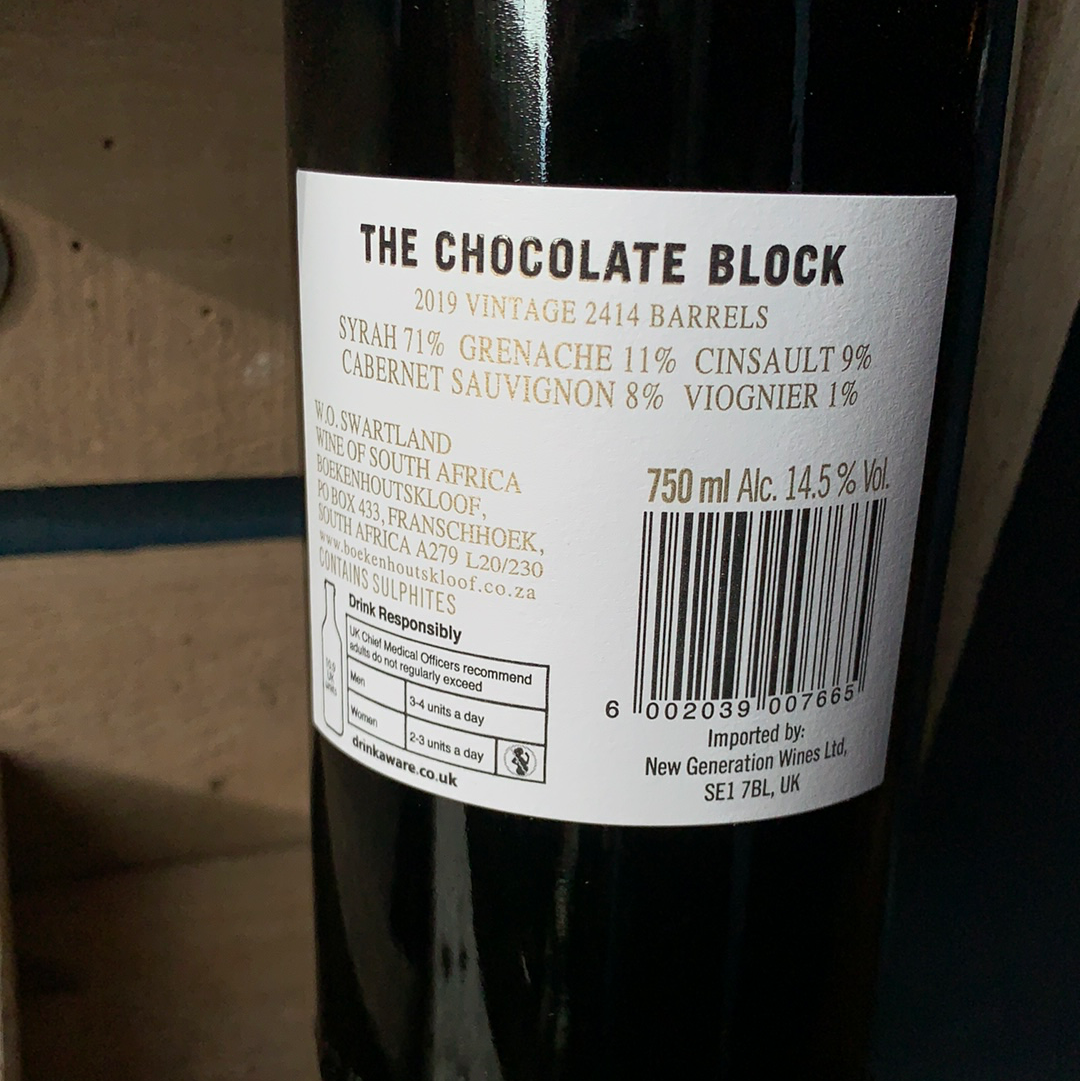 THE CHOCOLATE BLOCK
2019 VINTAGE 2414 BARRELS
SYRAH 71% GRENACHE 11% CINSAULT 9%
CABERNET SAUVIGNON 8% VIOGNIER 1%
W.O. SWARTLAND
WINE OF SOUTH AFRICA
BOEKENHOUTSKLOOF,
PO BOX 433, FRANSCHHOEK,
SOUTH AFRICA A279 L20/230
www.boekenhoutskloof.co.za
CONTAINS SULPHITES
Drink Responsibly
UK Chief Medical Officers recommend
adults do not regularly exceed
Men 3-4 units a day
Women 2-3 units a day
drinkaware.co.uk
750 ml Alc. 14.5 % Vol.
6 002039 007665
Imported by:
New Generation Wines Ltd,
SE1 7BL, UK